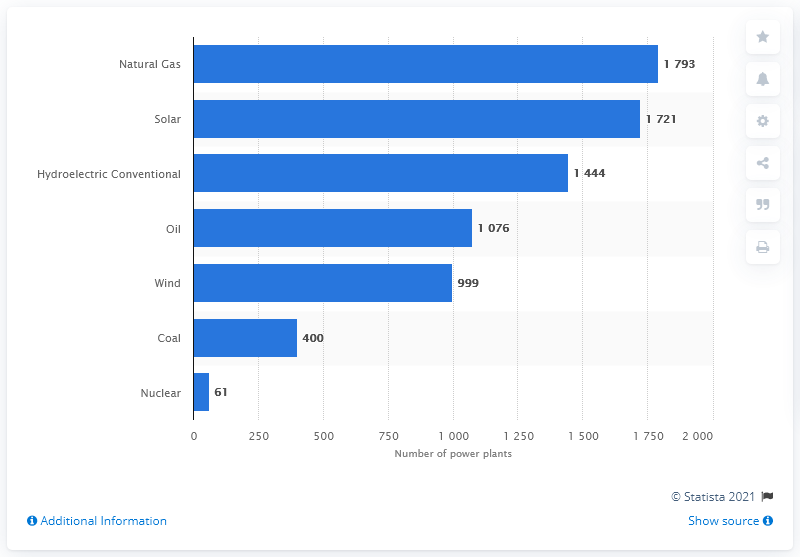 Natural Gas 1 793
Solar 1 721
Hydroelectric Conventional 1 444
Oil 1 076
Wind 999
Coal 400
Nuclear 61
0 250 500 750 1 000 1 250 1 500 1 750 2 000
Number of power plants
© Statista 2021
Additional Information Show source